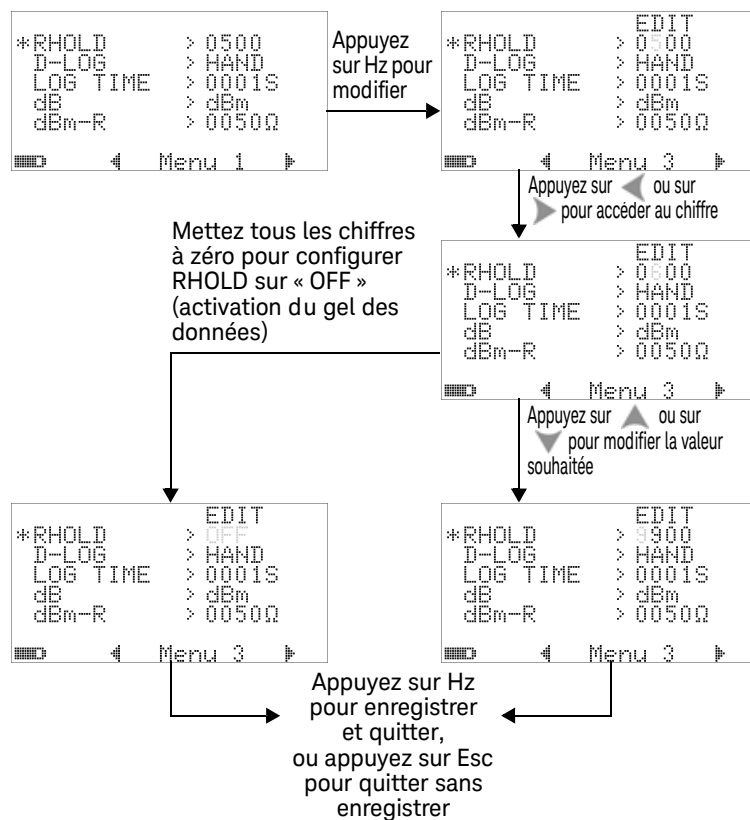 *RHOLD > 0500
D-LOG > HAND
LOG TIME > 0001S
dB > dBm
dBm-R > 0050Ω
Menu 1
Appuyez
sur Hz pour
modifier
EDIT
*RHOLD > 0500
D-LOG > HAND
LOG TIME > 0001S
dB > dBm
dBm-R > 0050Ω
Menu 3
Appuyez sur ou sur
pour accéder au chiffre
Mettez tous les chiffres
à zéro pour configurer
RHOLD sur « OFF »
(activation du gel des
données)
EDIT
*RHOLD > 0600
D-LOG > HAND
LOG TIME > 0001S
dB > dBm
dBm-R > 0050Ω
Menu 3
Appuyez sur ou sur
pour modifier la valeur
souhaitée
EDIT
*RHOLD > OFF
D-LOG > HAND
LOG TIME > 0001S
dB > dBm
dBm-R > 0050Ω
Menu 3
EDIT
*RHOLD > 9900
D-LOG > HAND
LOG TIME > 0001S
dB > dBm
dBm-R > 0050Ω
Menu 3
Appuyez sur Hz
pour enregistrer
et quitter,
ou appuyez sur Esc
pour quitter sans
enregistrer